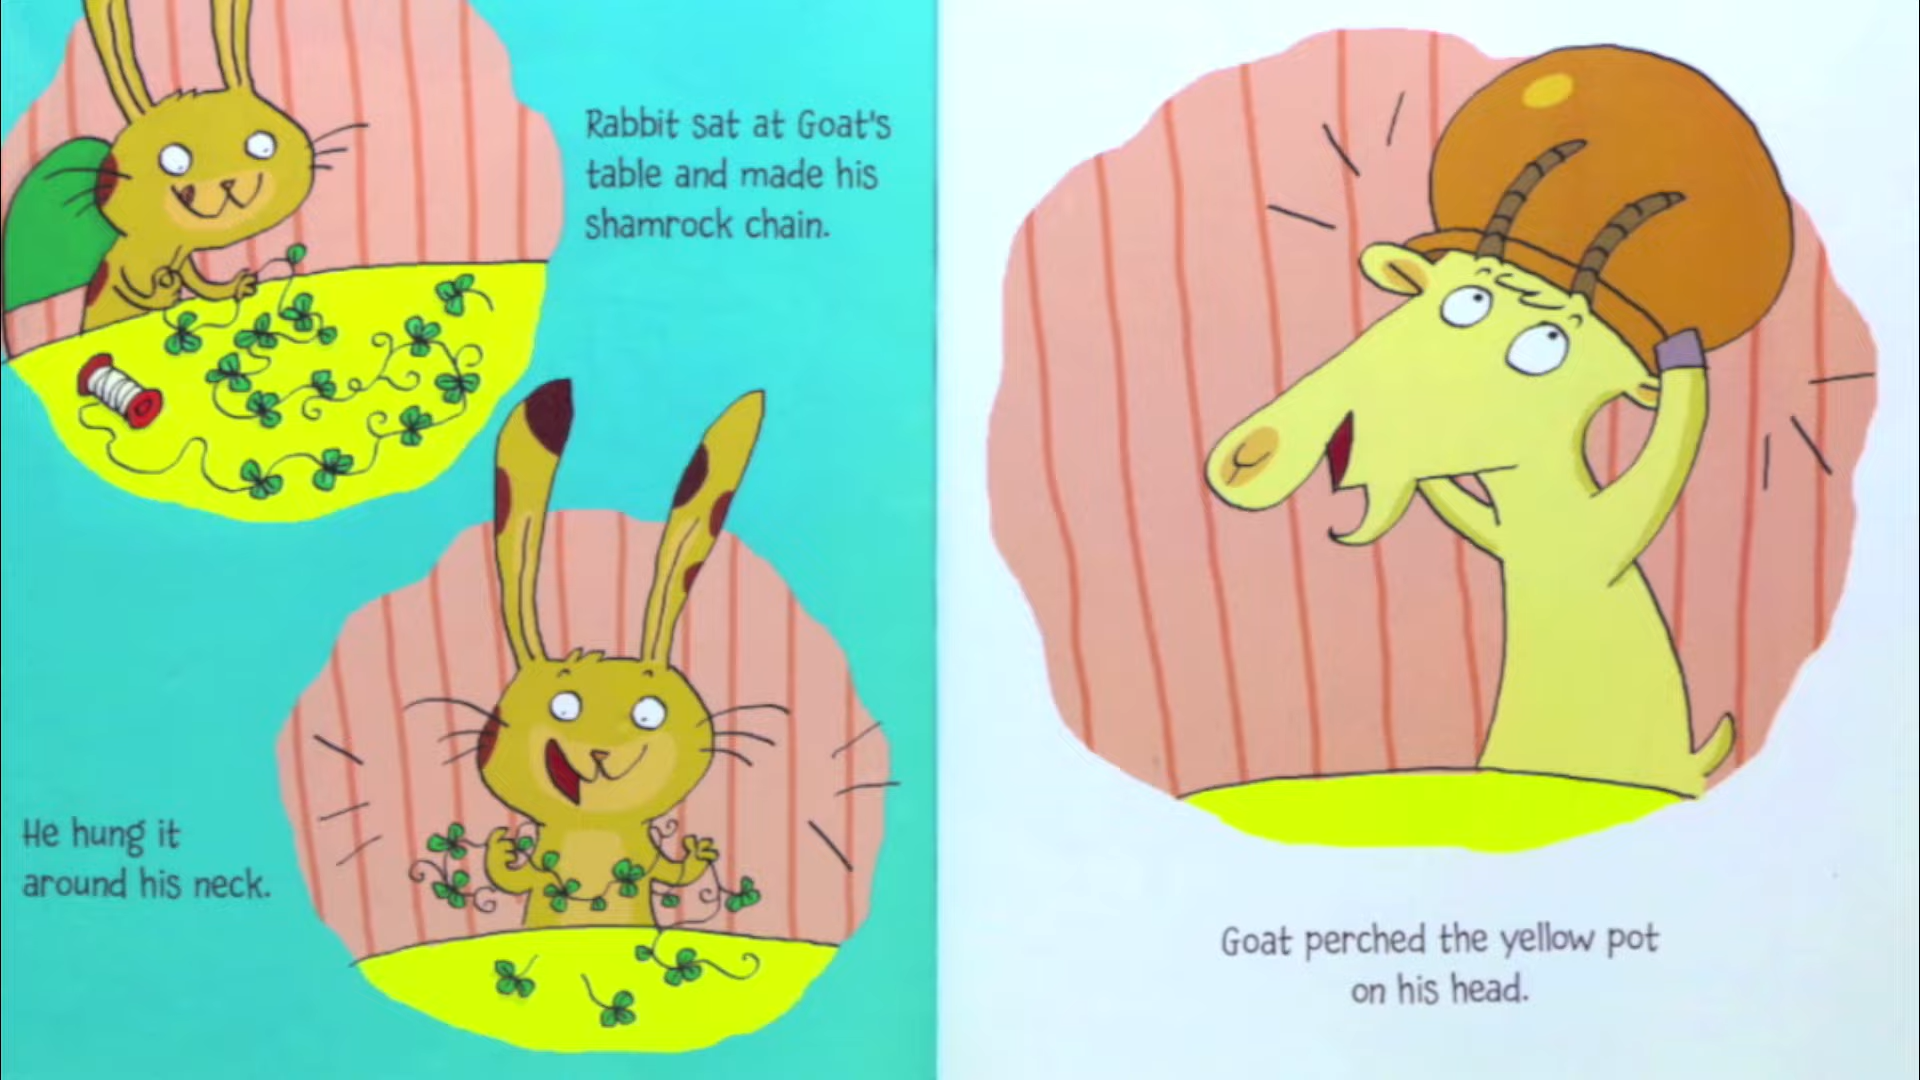 Rabbit sat at Goat's
table and made his
shamrock chain.
He hung it
around his neck.
Goat perched the yellow pot
on his head.